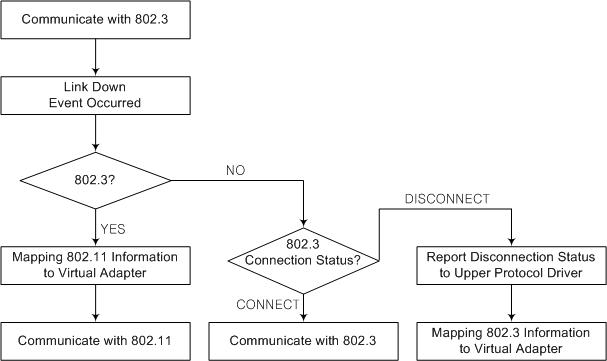 Communicate with 802.3
Link Down
Event Occurred
802.3?
NO
YES
DISCONNECT
802.3
Connection Status?
Mapping 802.11 Information
to Virtual Adapter
Report Disconnection Status
to Upper Protocol Driver
CONNECT
Communicate with 802.11
Communicate with 802.3
Mapping 802.3 Information
to Virtual Adapter